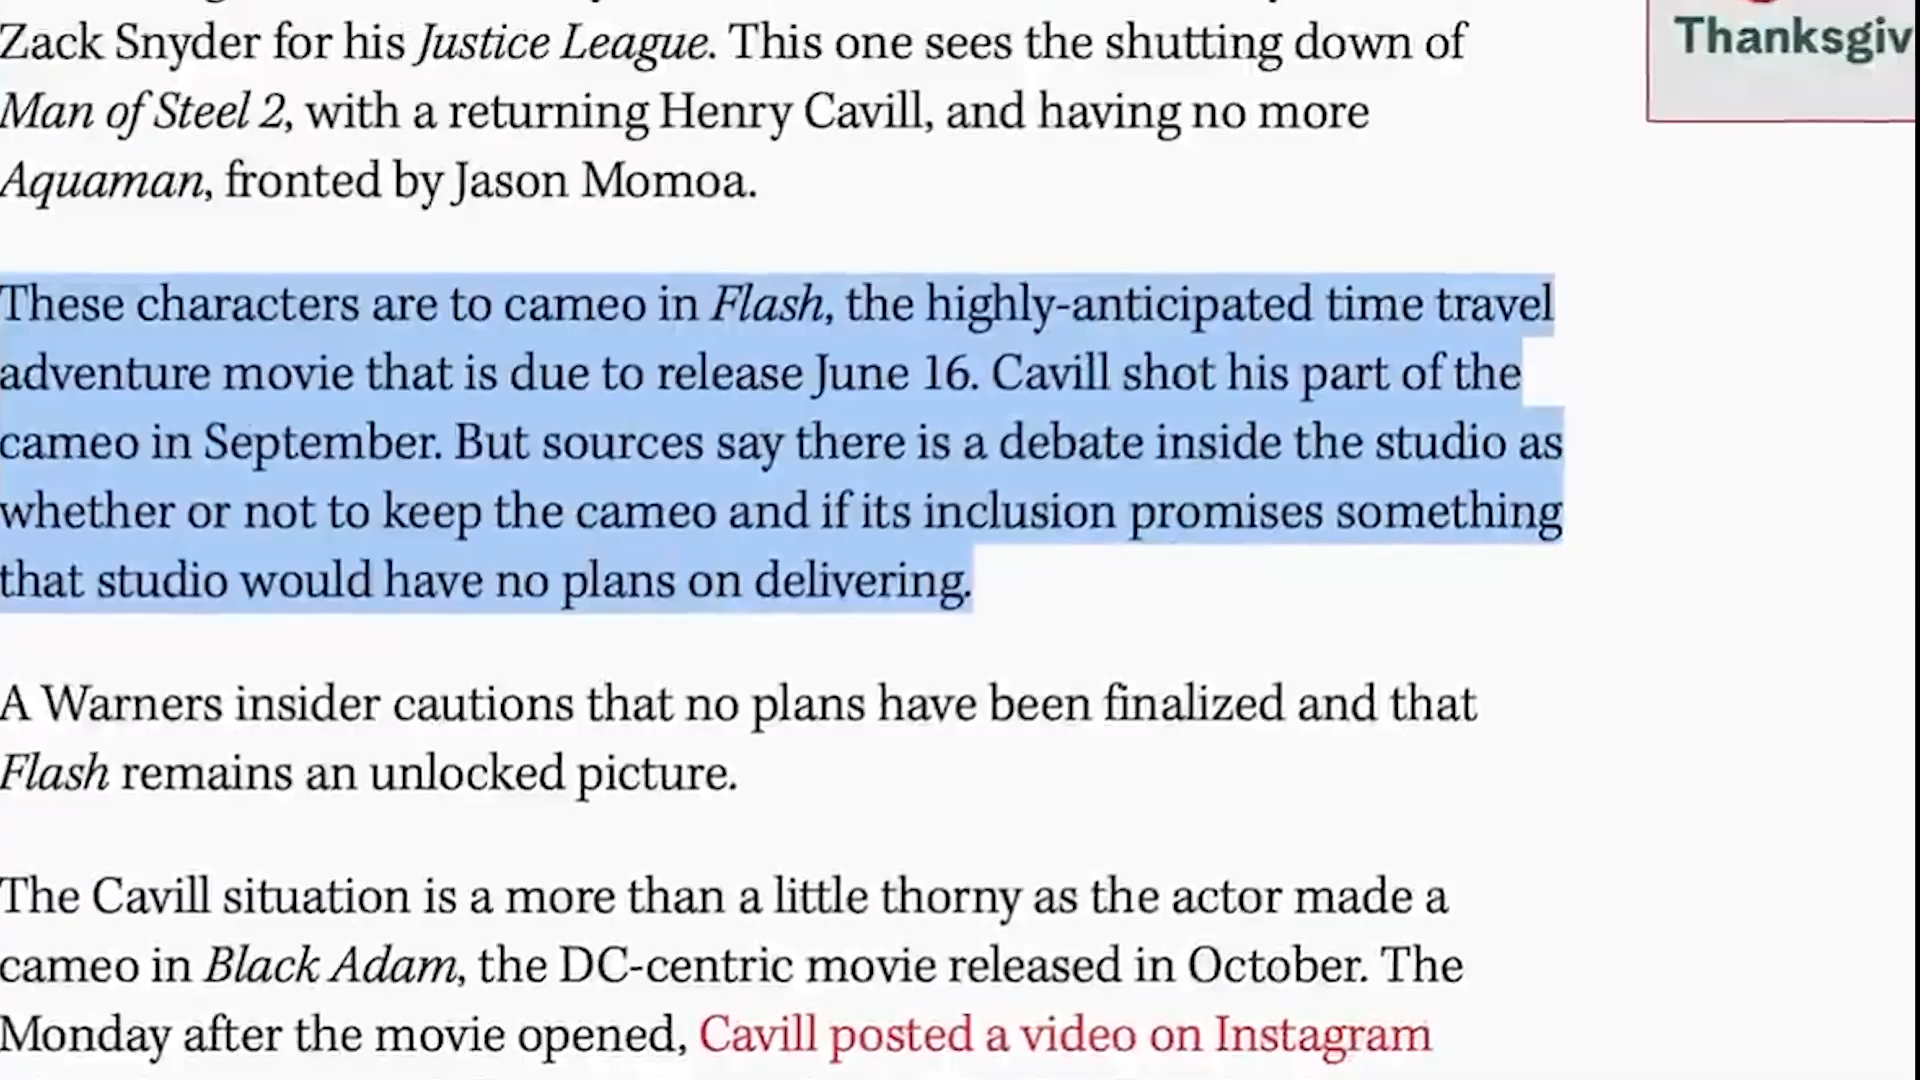 Zack Snyder for his Justice League. This one sees the shutting down of
Man of Steel 2, with a returning Henry Cavill, and having no more
Aquaman, fronted by Jason Momoa.
Thanksgiv
These characters are to cameo in Flash, the highly-anticipated time travel
adventure movie that is due to release June 16. Cavill shot his part of the
cameo in September. But sources say there is a debate inside the studio as
whether or not to keep the cameo and if its inclusion promises something
that studio would have no plans on delivering.
A Warners insider cautions that no plans have been finalized and that
Flash remains an unlocked picture.
The Cavill situation is a more than a little thorny as the actor made a
cameo in Black Adam, the DC-centric movie released in October. The
Monday after the movie opened, Cavill posted a video on Instagram